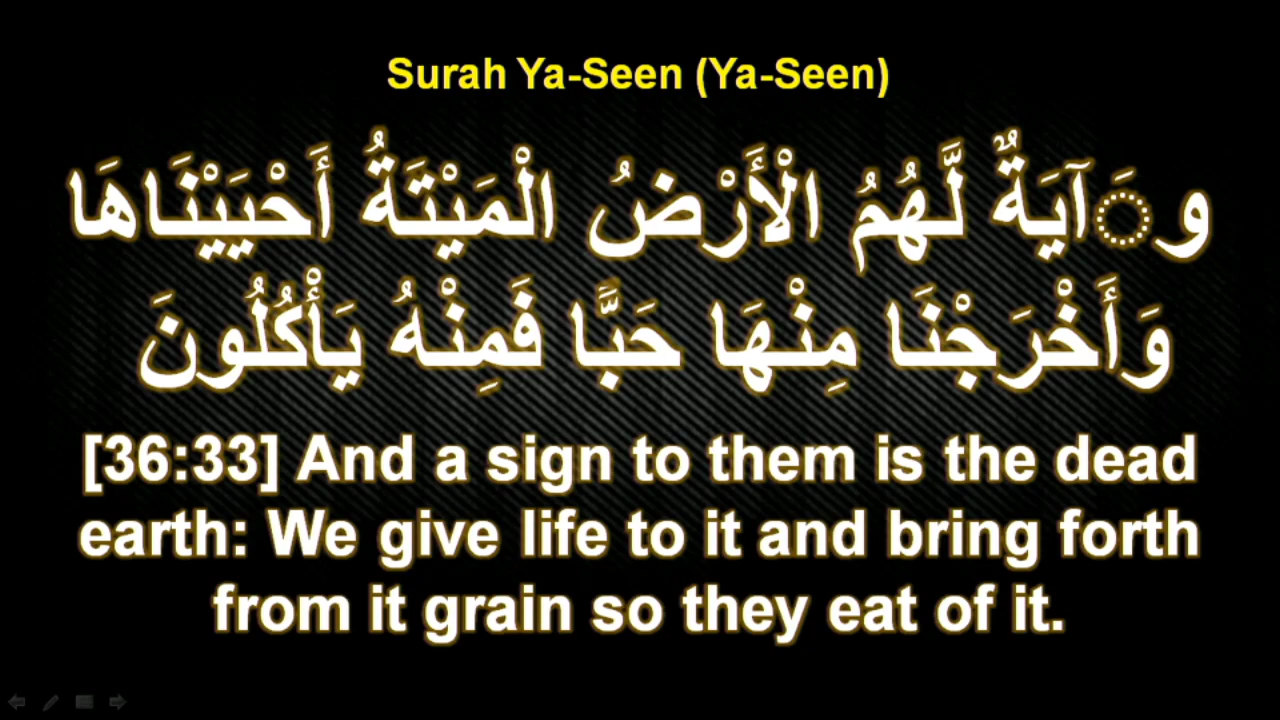 Surah Ya-Seen (Ya-Seen)
و◌َآيَةٌ لَّهُمُ الْأَرْضُ الْمَيْتَةُ أَحْيَيْنَاهَا
وَأَخْرَجْنَا مِنْهَا حَبًّا فَمِنْهُ يَأْكُلُونَ
[36:33] And a sign to them is the dead
earth: We give life to it and bring forth
from it grain so they eat of it.